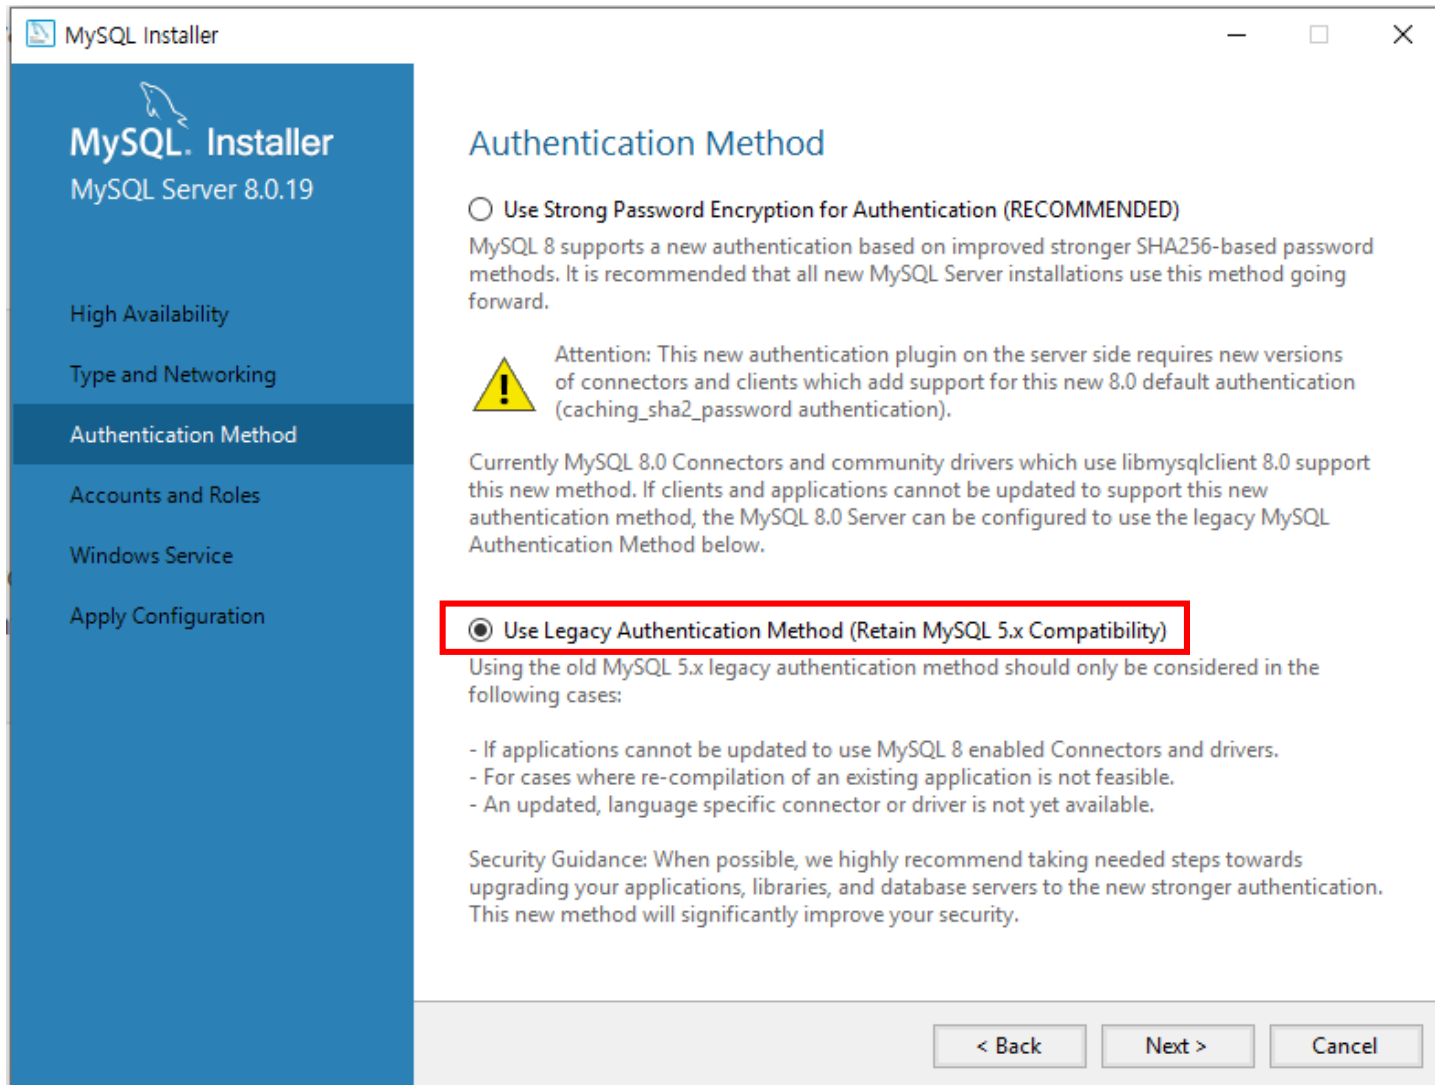 MySQL Installer
MySQL. Installer
MySQL Server 8.0.19
High Availability
Type and Networking
Authentication Method
Accounts and Roles
Windows Service
Apply Configuration
Authentication Method
Use Strong Password Encryption for Authentication (RECOMMENDED)
MySQL 8 supports a new authentication based on improved stronger SHA256-based password
methods. It is recommended that all new MySQL Server installations use this method going
forward.
Attention: This new authentication plugin on the server side requires new versions
of connectors and clients which add support for this new 8.0 default authentication
(caching_sha2_password authentication).
Currently MySQL 8.0 Connectors and community drivers which use libmysqlclient 8.0 support
this new method. If clients and applications cannot be updated to support this new
authentication method, the MySQL 8.0 Server can be configured to use the legacy MySQL
Authentication Method below.
Use Legacy Authentication Method (Retain MySQL 5.x Compatibility)
Using the old MySQL 5.x legacy authentication method should only be considered in the
following cases:
- If applications cannot be updated to use MySQL 8 enabled Connectors and drivers.
- For cases where re-compilation of an existing application is not feasible.
- An updated, language specific connector or driver is not yet available.
Security Guidance: When possible, we highly recommend taking needed steps towards
upgrading your applications, libraries, and database servers to the new stronger authentication.
This new method will significantly improve your security.
< Back
Next >
Cancel